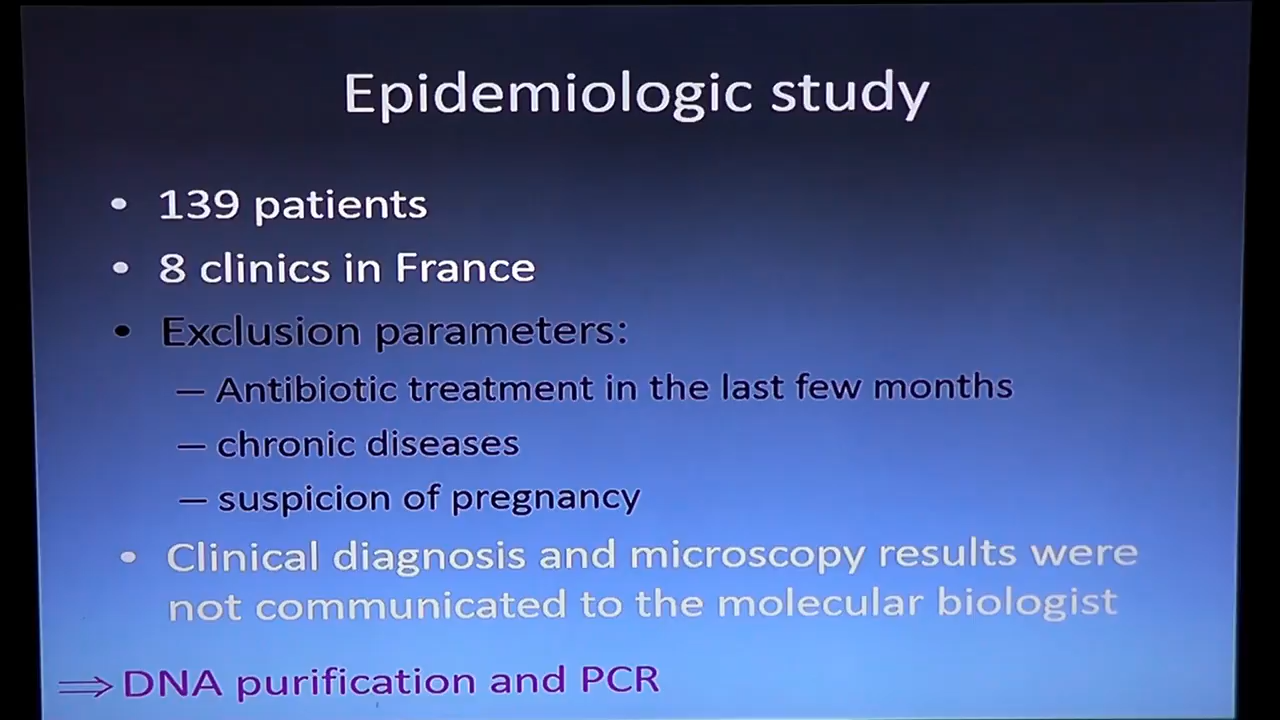 Epidemiologic study
• 139 patients
• 8 clinics in France
• Exclusion parameters:
– Antibiotic treatment in the last few months
– chronic diseases
– suspicion of pregnancy
• Clinical diagnosis and microscopy results were
not communicated to the molecular biologist
⇒ DNA purification and PCR